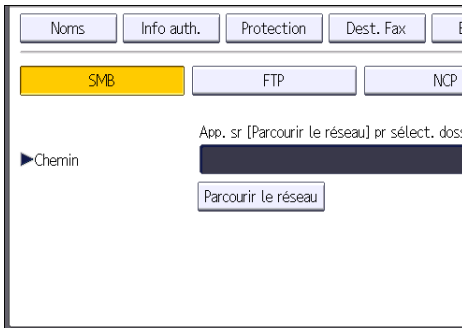 Noms Info auth. Protection Dest. Fax
SMB FTP NCP
App. sr [Parcourir le réseau] pr sélect. doss
▶Chemin
Parcourir le réseau